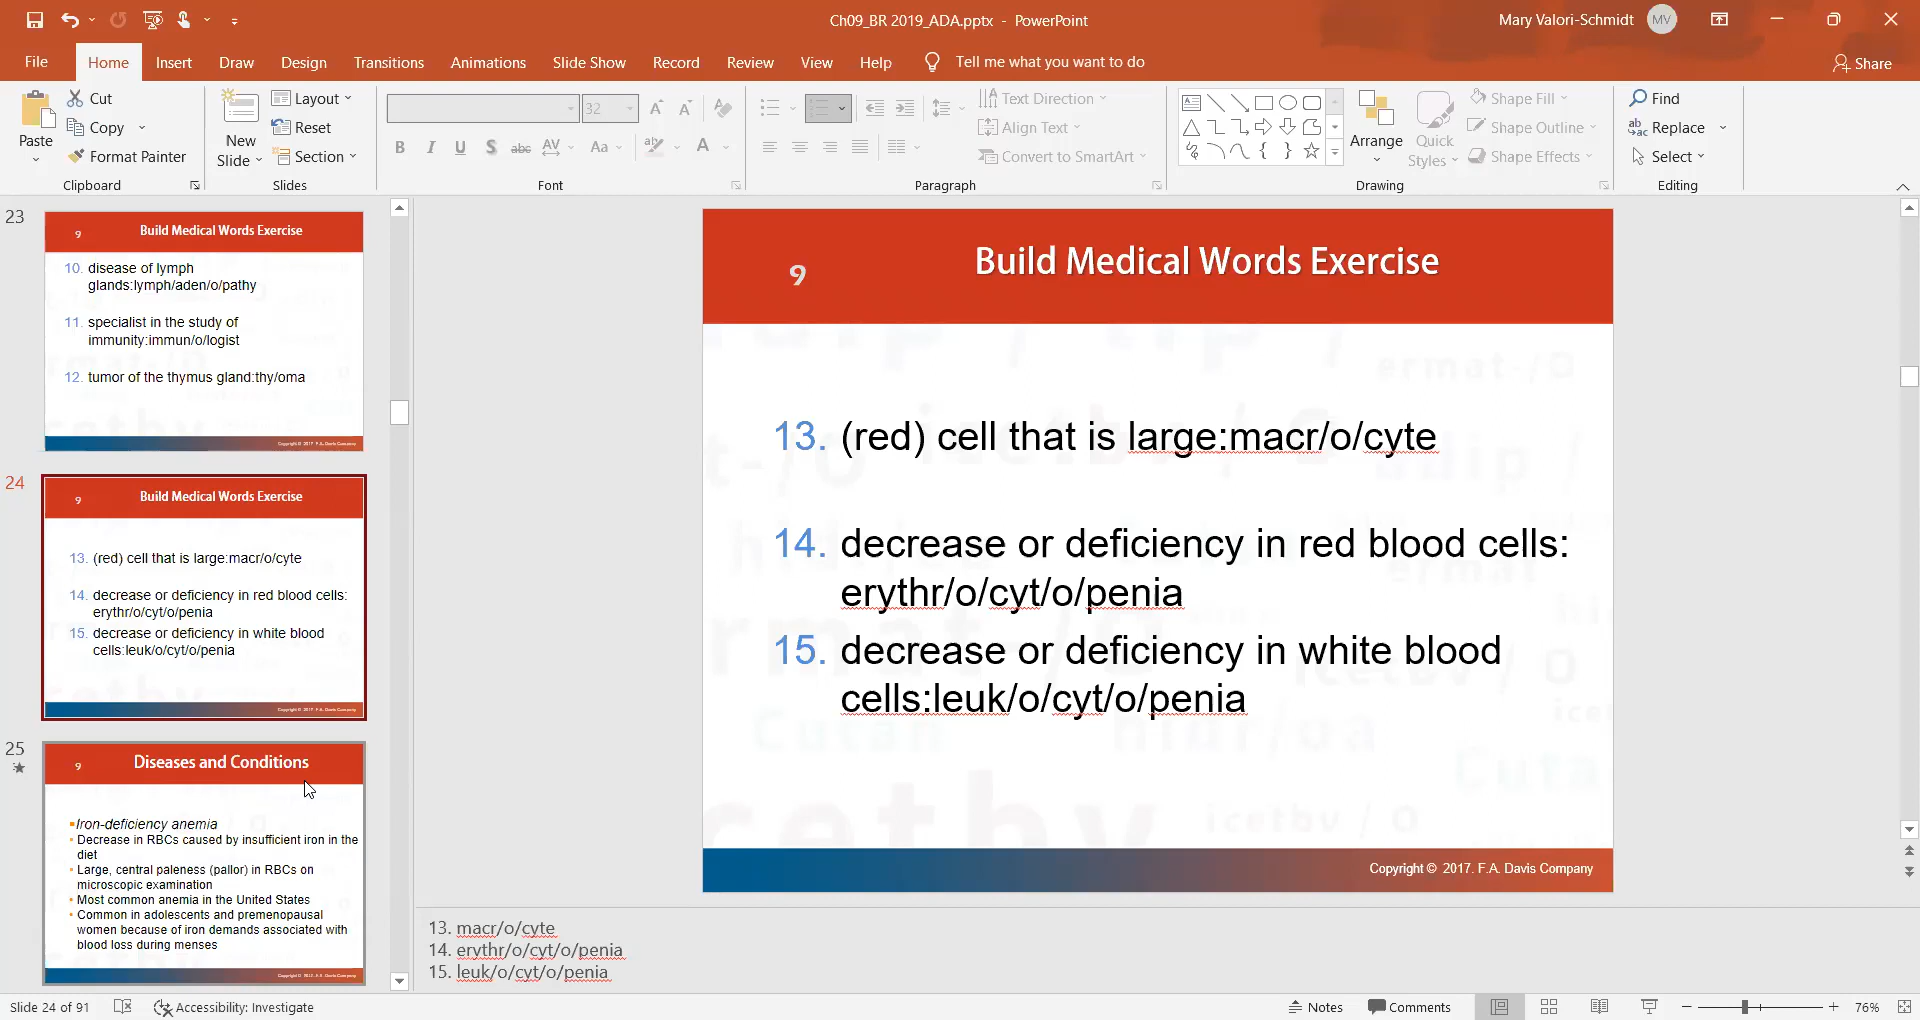 Ch09_BR 2019_ADA.pptx - PowerPoint
Mary Valori-Schmidt MV
File Home Insert Draw Design Transitions Animations Slide Show Record Review View Help Tell me what you want to do Share
Paste
Cut
Copy
Format Painter
Clipboard
New Slide
Layout
Reset
Section
Slides
32
B I U S abc AV Aa A
Font
Text Direction
Align Text
Convert to SmartArt
Paragraph
Arrange
Quick Styles
Shape Fill
Shape Outline
Shape Effects
Drawing
Find
Replace
Select
Editing
23
9 Build Medical Words Exercise
10. disease of lymph
glands:lymph/aden/o/pathy
11. specialist in the study of
immunity:immun/o/logist
12. tumor of the thymus gland:thy/oma
Copyright © 2017. F.A. Davis Company
24
9 Build Medical Words Exercise
13. (red) cell that is large:macr/o/cyte
14. decrease or deficiency in red blood cells:
erythr/o/cyt/o/penia
15. decrease or deficiency in white blood
cells:leuk/o/cyt/o/penia
Copyright © 2017. F.A. Davis Company
25
9 Diseases and Conditions
Iron-deficiency anemia
Decrease in RBCs caused by insufficient iron in the
diet
Large, central paleness (pallor) in RBCs on
microscopic examination
Most common anemia in the United States
Common in adolescents and premenopausal
women because of iron demands associated with
blood loss during menses
9 Build Medical Words Exercise
13. (red) cell that is large:macr/o/cyte
14. decrease or deficiency in red blood cells:
erythr/o/cyt/o/penia
15. decrease or deficiency in white blood
cells:leuk/o/cyt/o/penia
Copyright © 2017. F.A. Davis Company
13. macr/o/cyte
14. erythr/o/cyt/o/penia
15. leuk/o/cyt/o/penia
Slide 24 of 91 Accessibility: Investigate Notes Comments 76%